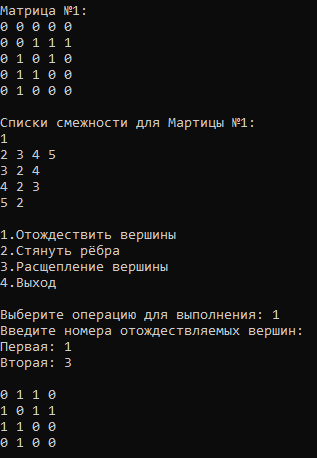 Матрица №1:
0 0 0 0 0
0 0 1 1 1
0 1 0 1 0
0 1 1 0 0
0 1 0 0 0
Списки смежности для Мартицы №1:
1
2 3 4 5
3 2 4
4 2 3
5 2
1.Отождествить вершины
2.Стянуть рёбра
3.Расщепление вершины
4.Выход
Выберите операцию для выполнения: 1
Введите номера отождествляемых вершин:
Первая: 1
Вторая: 3
0 1 1 0
1 0 1 1
1 1 0 0
0 1 0 0